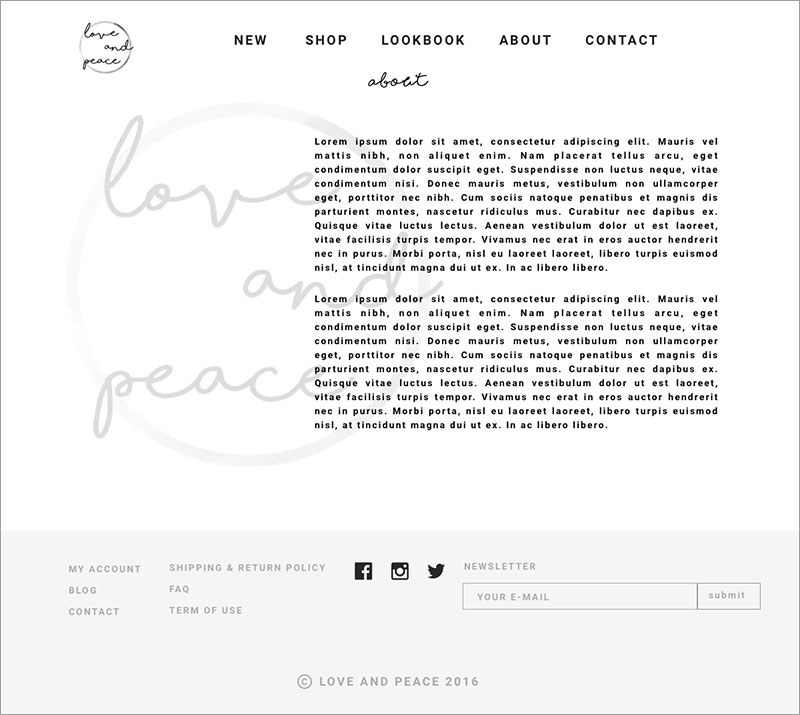 love
and
peace
NEW SHOP LOOKBOOK ABOUT CONTACT
about
love
and
peace
Lorem ipsum dolor sit amet, consectetur adipiscing elit. Mauris vel
mattis nibh, non aliquet enim. Nam placerat tellus arcu, eget
condimentum dolor suscipit eget. Suspendisse non luctus neque, vitae
condimentum nisi. Donec mauris metus, vestibulum non ullamcorper
eget, porttitor nec nibh. Cum sociis natoque penatibus et magnis dis
parturient montes, nascetur ridiculus mus. Curabitur nec dapibus ex.
Quisque vitae luctus lectus. Aenean vestibulum dolor ut est laoreet,
vitae facilisis turpis tempor. Vivamus nec erat in eros auctor hendrerit
nec in purus. Morbi porta, nisl eu laoreet laoreet, libero turpis euismod
nisl, at tincidunt magna dui ut ex. In ac libero libero.
Lorem ipsum dolor sit amet, consectetur adipiscing elit. Mauris vel
mattis nibh, non aliquet enim. Nam placerat tellus arcu, eget
condimentum dolor suscipit eget. Suspendisse non luctus neque, vitae
condimentum nisi. Donec mauris metus, vestibulum non ullamcorper
eget, porttitor nec nibh. Cum sociis natoque penatibus et magnis dis
parturient montes, nascetur ridiculus mus. Curabitur nec dapibus ex.
Quisque vitae luctus lectus. Aenean vestibulum dolor ut est laoreet,
vitae facilisis turpis tempor. Vivamus nec erat in eros auctor hendrerit
nec in purus. Morbi porta, nisl eu laoreet laoreet, libero turpis euismod
nisl, at tincidunt magna dui ut ex. In ac libero libero.
MY ACCOUNT
BLOG
CONTACT
SHIPPING & RETURN POLICY
FAQ
TERM OF USE
NEWSLETTER
YOUR E-MAIL submit
© LOVE AND PEACE 2016